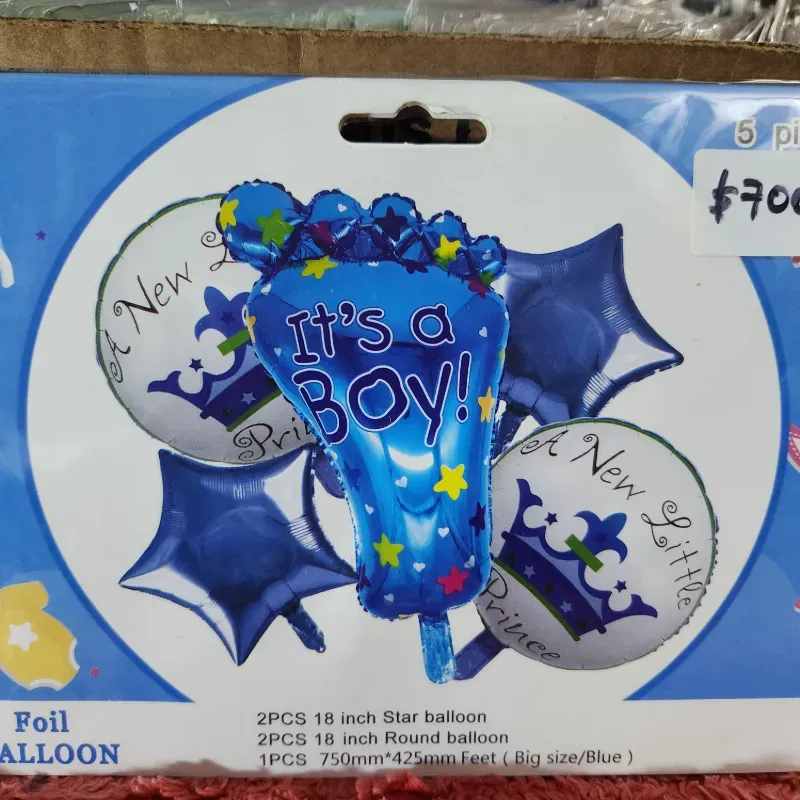 5 pi
$700
A New L
Prin
It's a
Boy!
A New Little
Prince
Foil
ALLOON
2PCS 18 inch Star balloon
2PCS 18 inch Round balloon
1PCS 750mm*425mm Feet ( Big size/Blue )